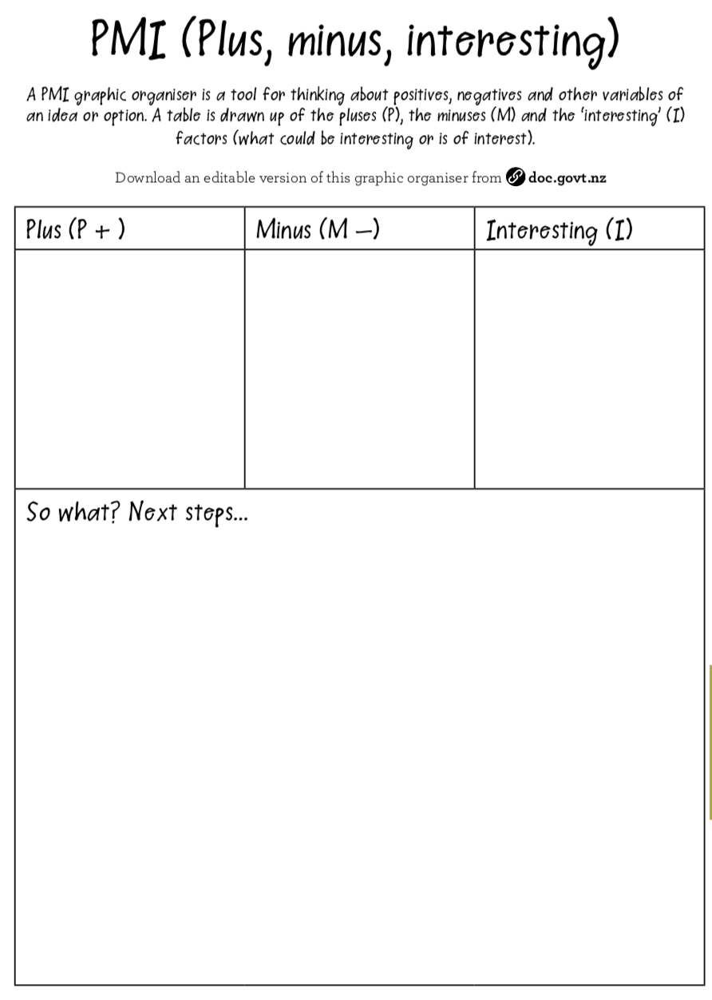 PMI (Plus, minus, interesting)
A PMI graphic organiser is a tool for thinking about positives, negatives and other variables of
an idea or option. A table is drawn up of the pluses (P), the minuses (M) and the ‘interesting’ (I)
factors (what could be interesting or is of interest).
Download an editable version of this graphic organiser from doc.govt.nz
Plus (P + )
Minus (M –)
Interesting (I)
So what? Next steps...